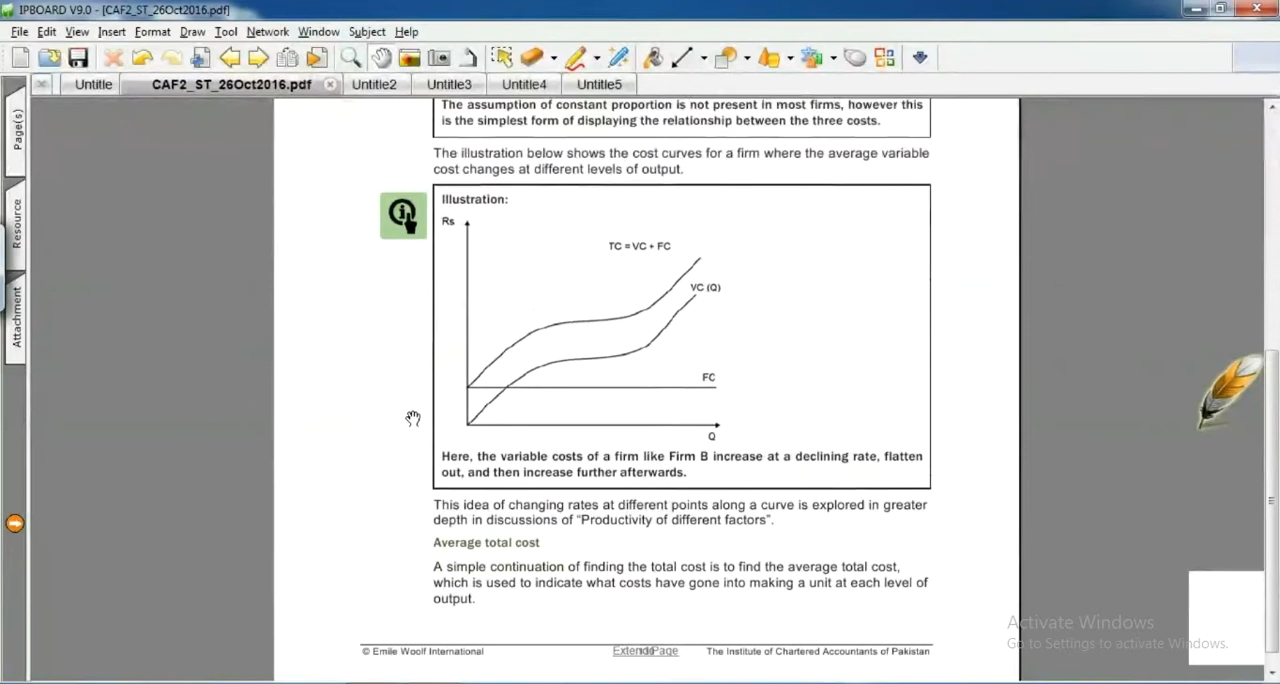 IPBOARD V9.0 - [CAF2_ST_26Oct2016.pdf]
File Edit View Insert Format Draw Tool Network Window Subject Help
Untitle CAF2_ST_26Oct2016.pdf Untitle2 Untitle3 Untitle4 Untitle5
Page(s)
Resource
Attachment
The assumption of constant proportion is not present in most firms, however this
is the simplest form of displaying the relationship between the three costs.
The illustration below shows the cost curves for a firm where the average variable
cost changes at different levels of output.
Illustration:
Rs
TC = VC + FC
VC (Q)
FC
Q
Here, the variable costs of a firm like Firm B increase at a declining rate, flatten
out, and then increase further afterwards.
This idea of changing rates at different points along a curve is explored in greater
depth in discussions of “Productivity of different factors”.
Average total cost
A simple continuation of finding the total cost is to find the average total cost,
which is used to indicate what costs have gone into making a unit at each level of
output.
© Emile Woolf International Extend Page The Institute of Chartered Accountants of Pakistan
Activate Windows
Go to Settings to activate Windows.